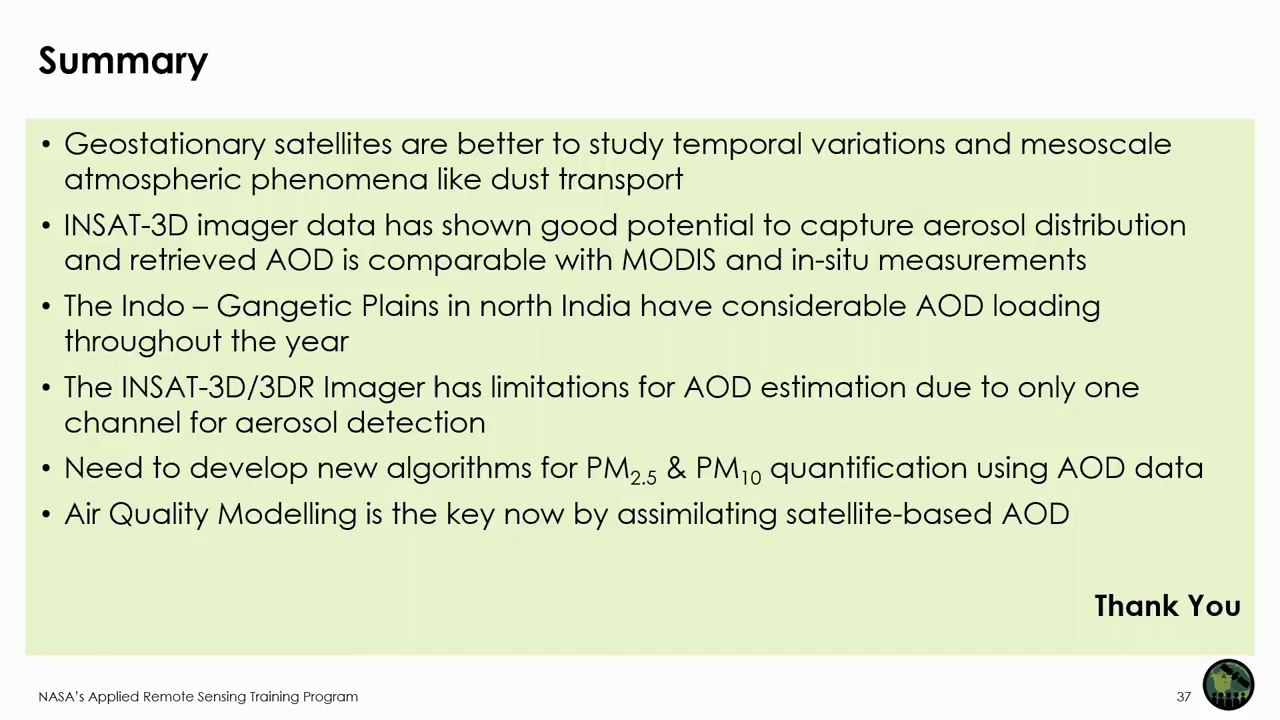 Summary
• Geostationary satellites are better to study temporal variations and mesoscale
atmospheric phenomena like dust transport
• INSAT-3D imager data has shown good potential to capture aerosol distribution
and retrieved AOD is comparable with MODIS and in-situ measurements
• The Indo – Gangetic Plains in north India have considerable AOD loading
throughout the year
• The INSAT-3D/3DR Imager has limitations for AOD estimation due to only one
channel for aerosol detection
• Need to develop new algorithms for PM2.5 & PM10 quantification using AOD data
• Air Quality Modelling is the key now by assimilating satellite-based AOD
Thank You
NASA's Applied Remote Sensing Training Program
37